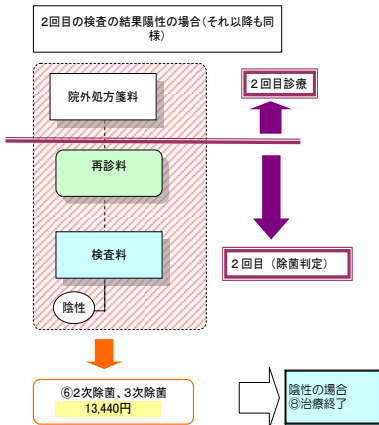 2回目の検査の結果陽性の場合（それ以降も同
様）
院外処方箋料
2回目診療
再診料
検査料
2回目（除菌判定）
陰性
⑥2次除菌、3次除菌
13,440円
陰性の場合
⑧治療終了